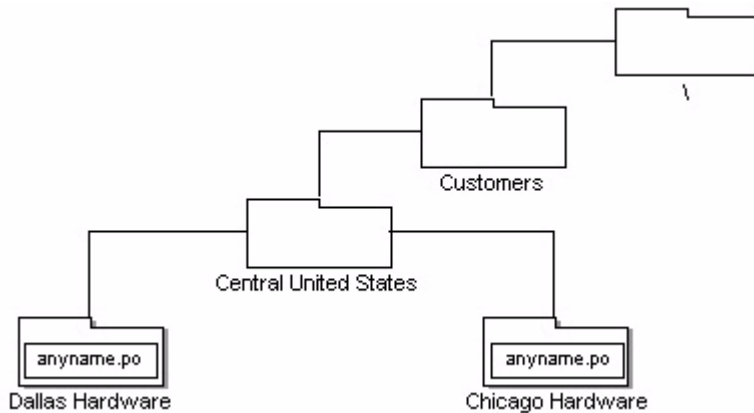 \
Customers
Central United States
anyname.po
anyname.po
Dallas Hardware
Chicago Hardware